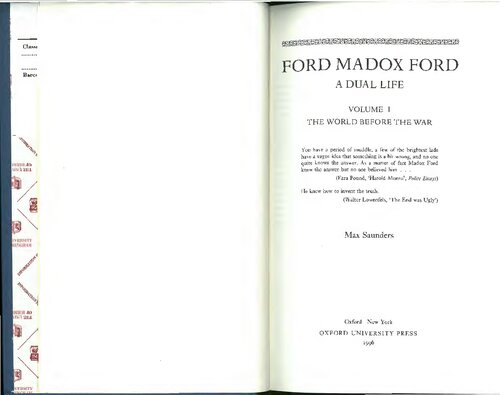 Class
Barco
FORD MADOX FORD
A DUAL LIFE
VOLUME I
THE WORLD BEFORE THE WAR
You have a period of muddle, a few of the brightest lads
have a vague idea that something is a bit wrong, and no one
quite knows the answer. As a matter of fact Madox Ford
knew the answer but no one believed him . . .
(Ezra Pound, 'Harold Monro', Polite Essays)
He knew how to invent the truth.
(Walter Lowenfels, 'The End was Ugly')
Max Saunders
Oxford New York
OXFORD UNIVERSITY PRESS
1996